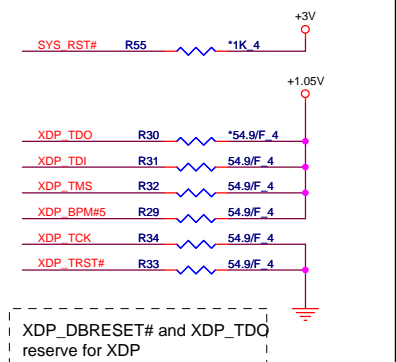 +3V
SYS_RST# R55 *1K_4
+1.05V
XDP_TDO R30 *54.9/F_4
XDP_TDI R31 54.9/F_4
XDP_TMS R32 54.9/F_4
XDP_BPM#5 R29 54.9/F_4
XDP_TCK R34 54.9/F_4
XDP_TRST# R33 54.9/F_4
XDP_DBRESET# and XDP_TDO
reserve for XDP